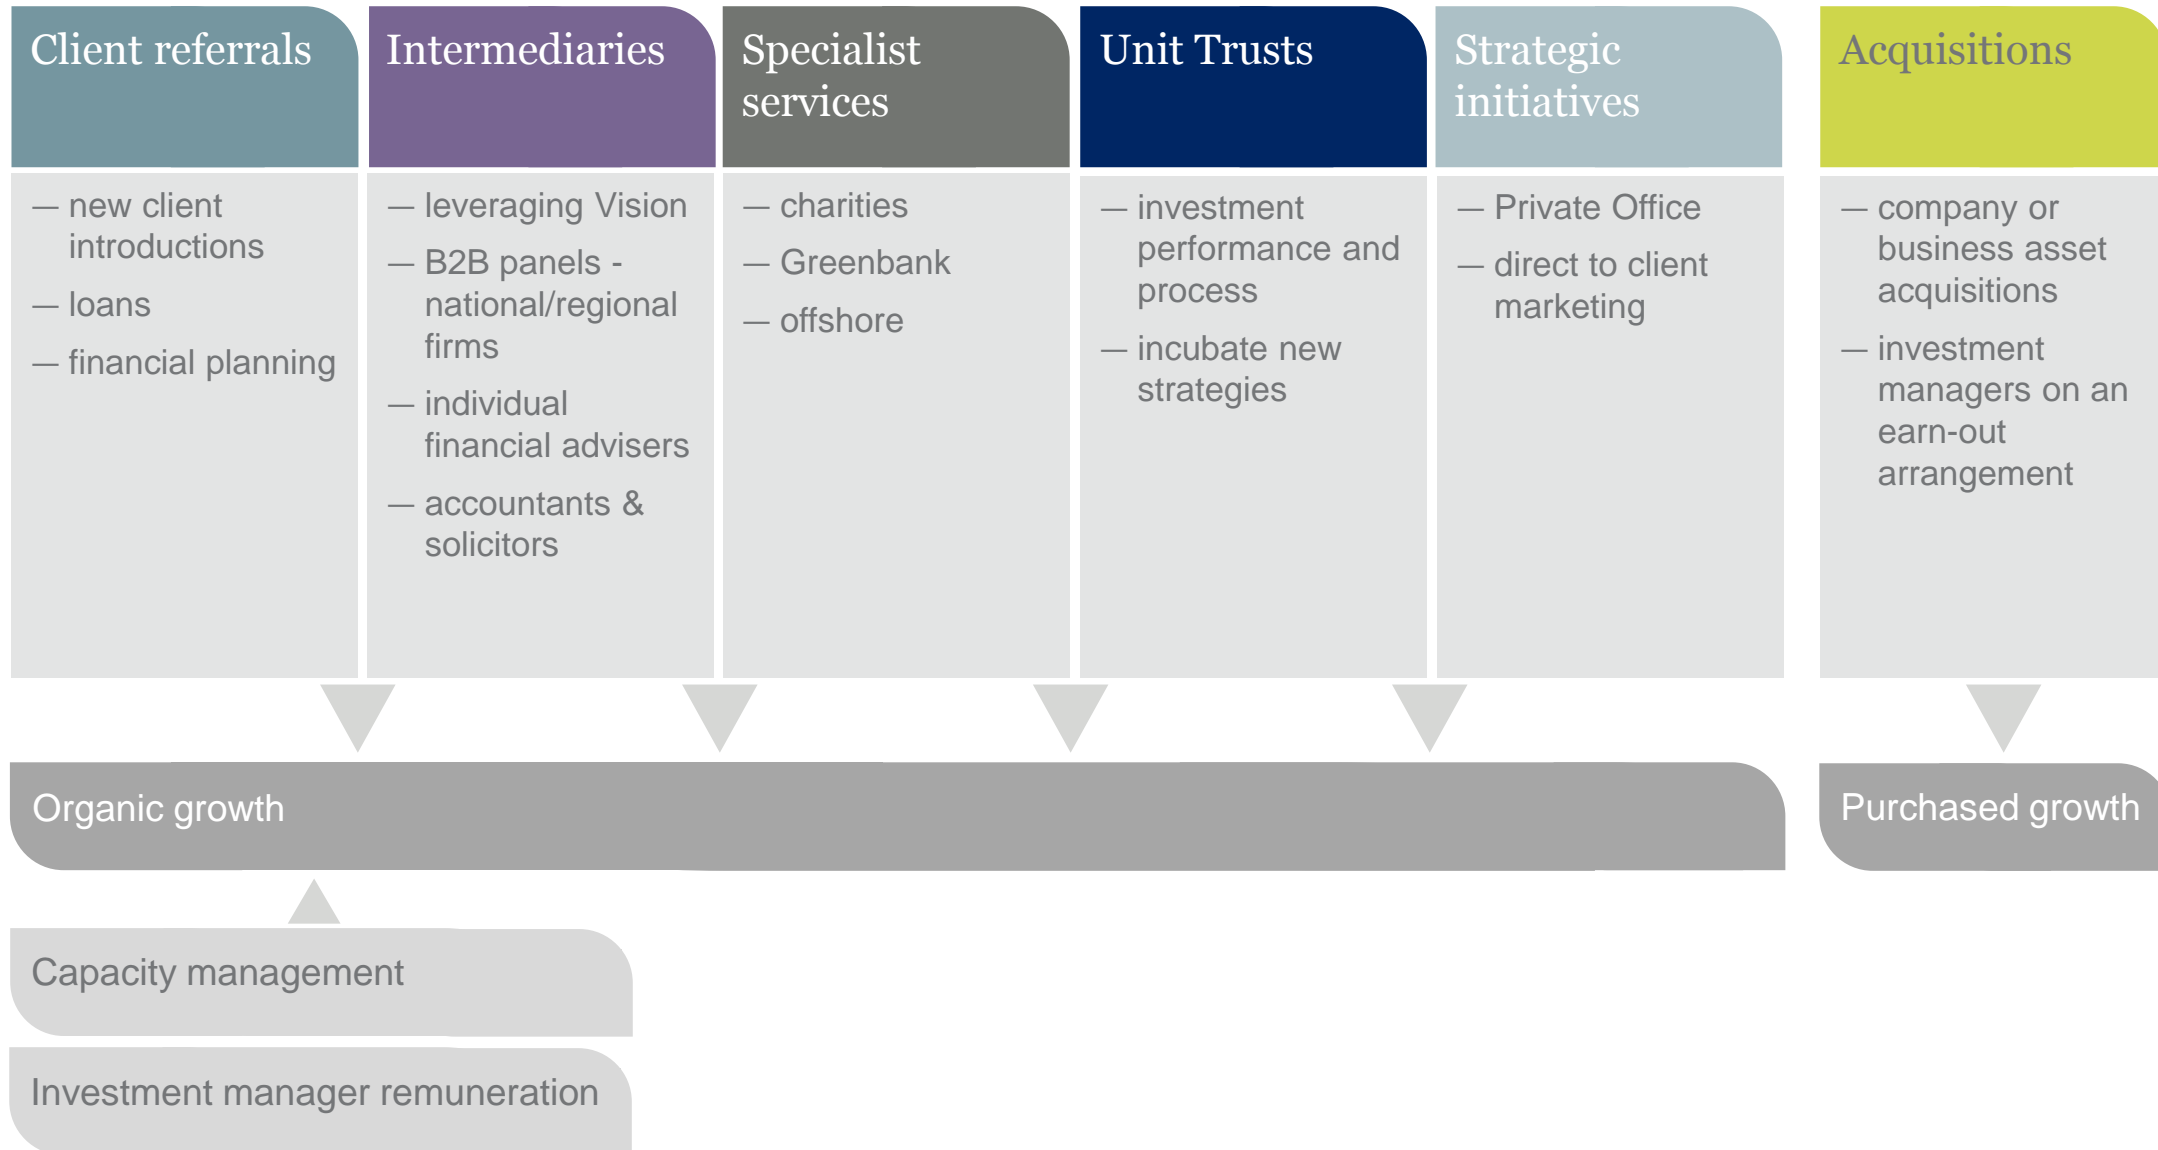 Client referrals
— new client
introductions
— loans
— financial planning
Intermediaries
— leveraging Vision
— B2B panels -
national/regional
firms
— individual
financial advisers
— accountants &
solicitors
Specialist
services
— charities
— Greenbank
— offshore
Unit Trusts
— investment
performance and
process
— incubate new
strategies
Strategic
initiatives
— Private Office
— direct to client
marketing
Acquisitions
— company or
business asset
acquisitions
— investment
managers on an
earn-out
arrangement
Organic growth
Purchased growth
Capacity management
Investment manager remuneration